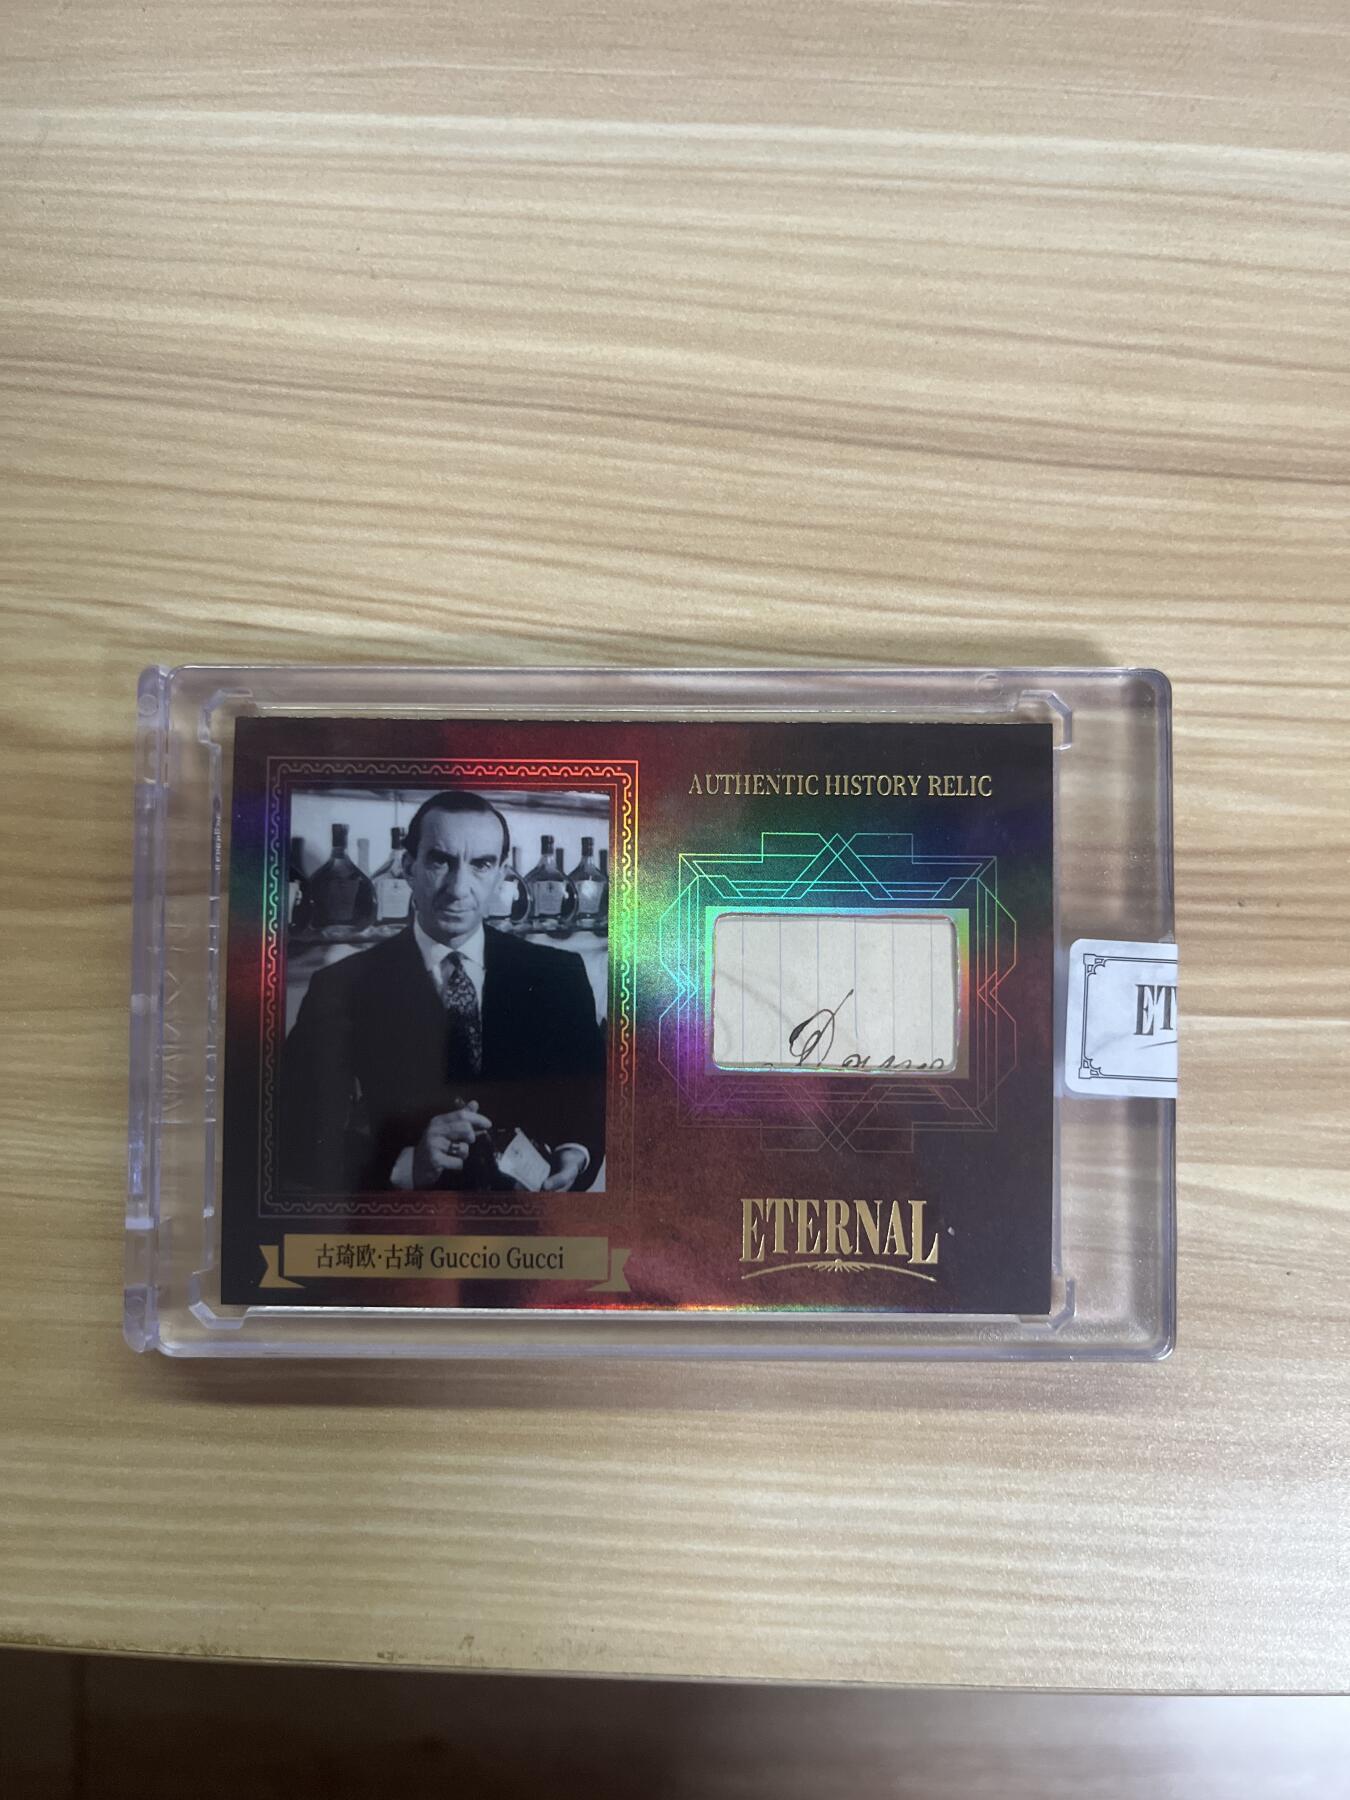 AUTHENTIC HISTORY RELIC
ETERNAL
古琦欧·古琦 Guccio Gucci
ET